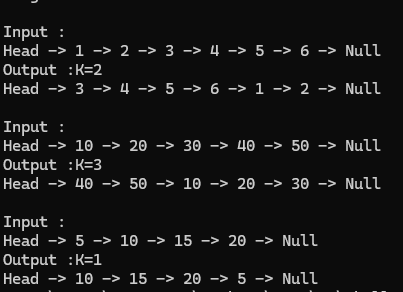 Input :
Head -> 1 -> 2 -> 3 -> 4 -> 5 -> 6 -> Null
Output :K=2
Head -> 3 -> 4 -> 5 -> 6 -> 1 -> 2 -> Null
Input :
Head -> 10 -> 20 -> 30 -> 40 -> 50 -> Null
Output :K=3
Head -> 40 -> 50 -> 10 -> 20 -> 30 -> Null
Input :
Head -> 5 -> 10 -> 15 -> 20 -> Null
Output :K=1
Head -> 10 -> 15 -> 20 -> 5 -> Null